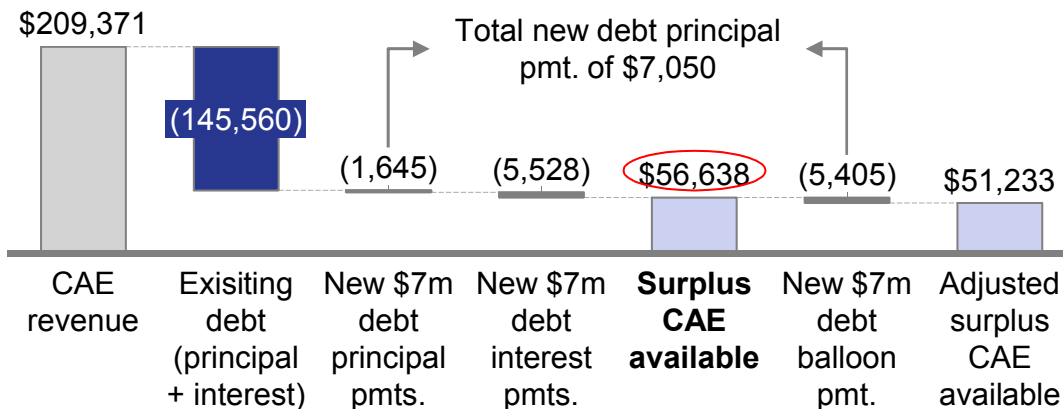 $209,371
Total new debt principal
pmt. of $7,050
(145,560)
(1,645)
(5,528)
$56,638
(5,405)
$51,233
CAE
revenue
Exisiting
debt
(principal
+ interest)
New $7m
debt
principal
pmts.
New $7m
debt
interest
pmts.
Surplus
CAE
available
New $7m
debt
balloon
pmt.
Adjusted
surplus
CAE
available